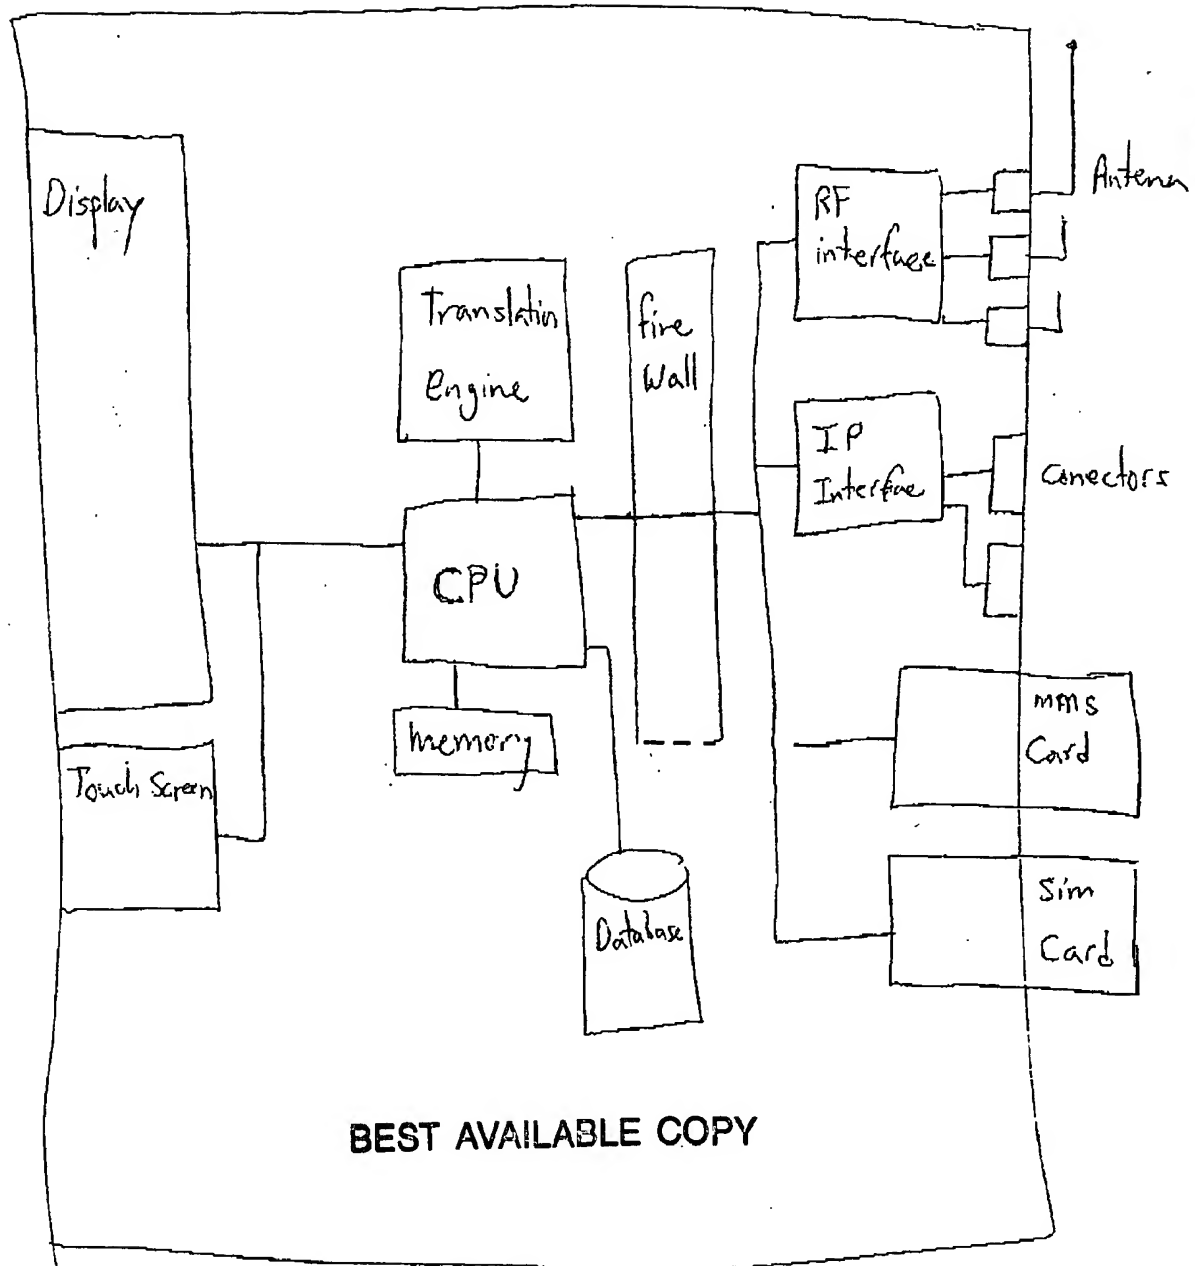 Display
Translation
Engine
fire
Wall
RF
interface
Antenna
IP
Interface
Conectors
CPU
memory
Touch Screen
Database
mms
Card
Sim
Card
BEST AVAILABLE COPY